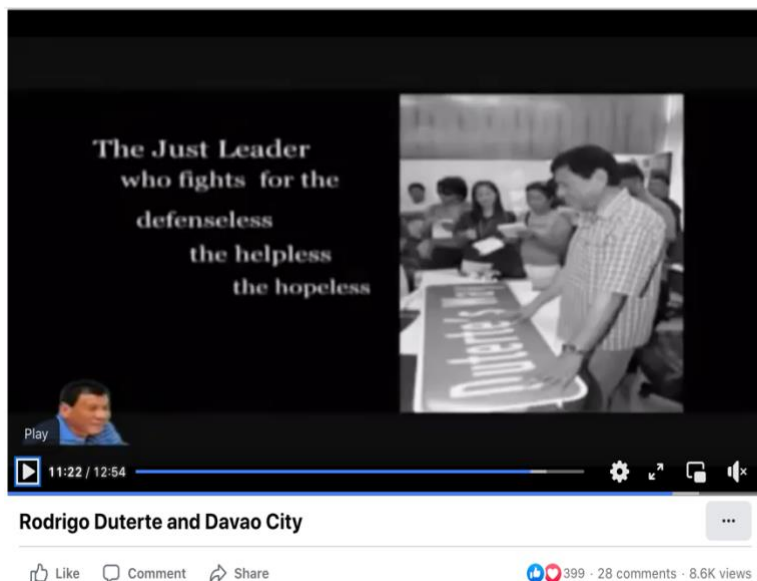 The Just Leader
who fights for the
defenseless
the helpless
the hopeless
Duterte's
Play
11:22 / 12:54
Rodrigo Duterte and Davao City
...
Like Comment Share 399 · 28 comments · 8.6K views